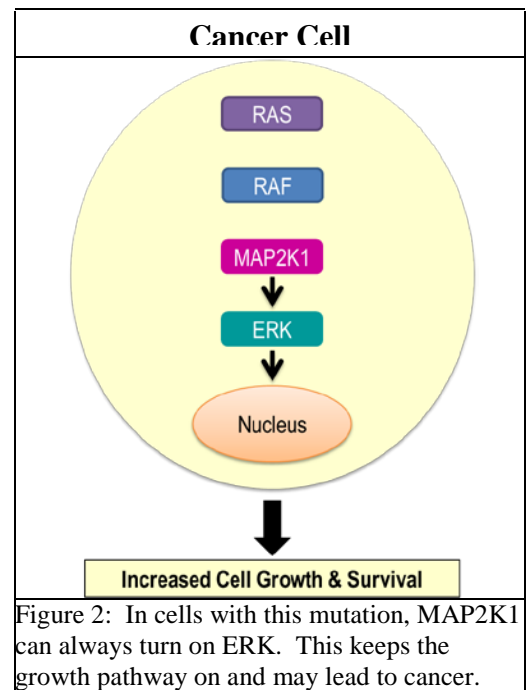 Cancer Cell
RAS
RAF
MAP2K1
ERK
Nucleus
Increased Cell Growth & Survival
Figure 2: In cells with this mutation, MAP2K1
can always turn on ERK. This keeps the
growth pathway on and may lead to cancer.